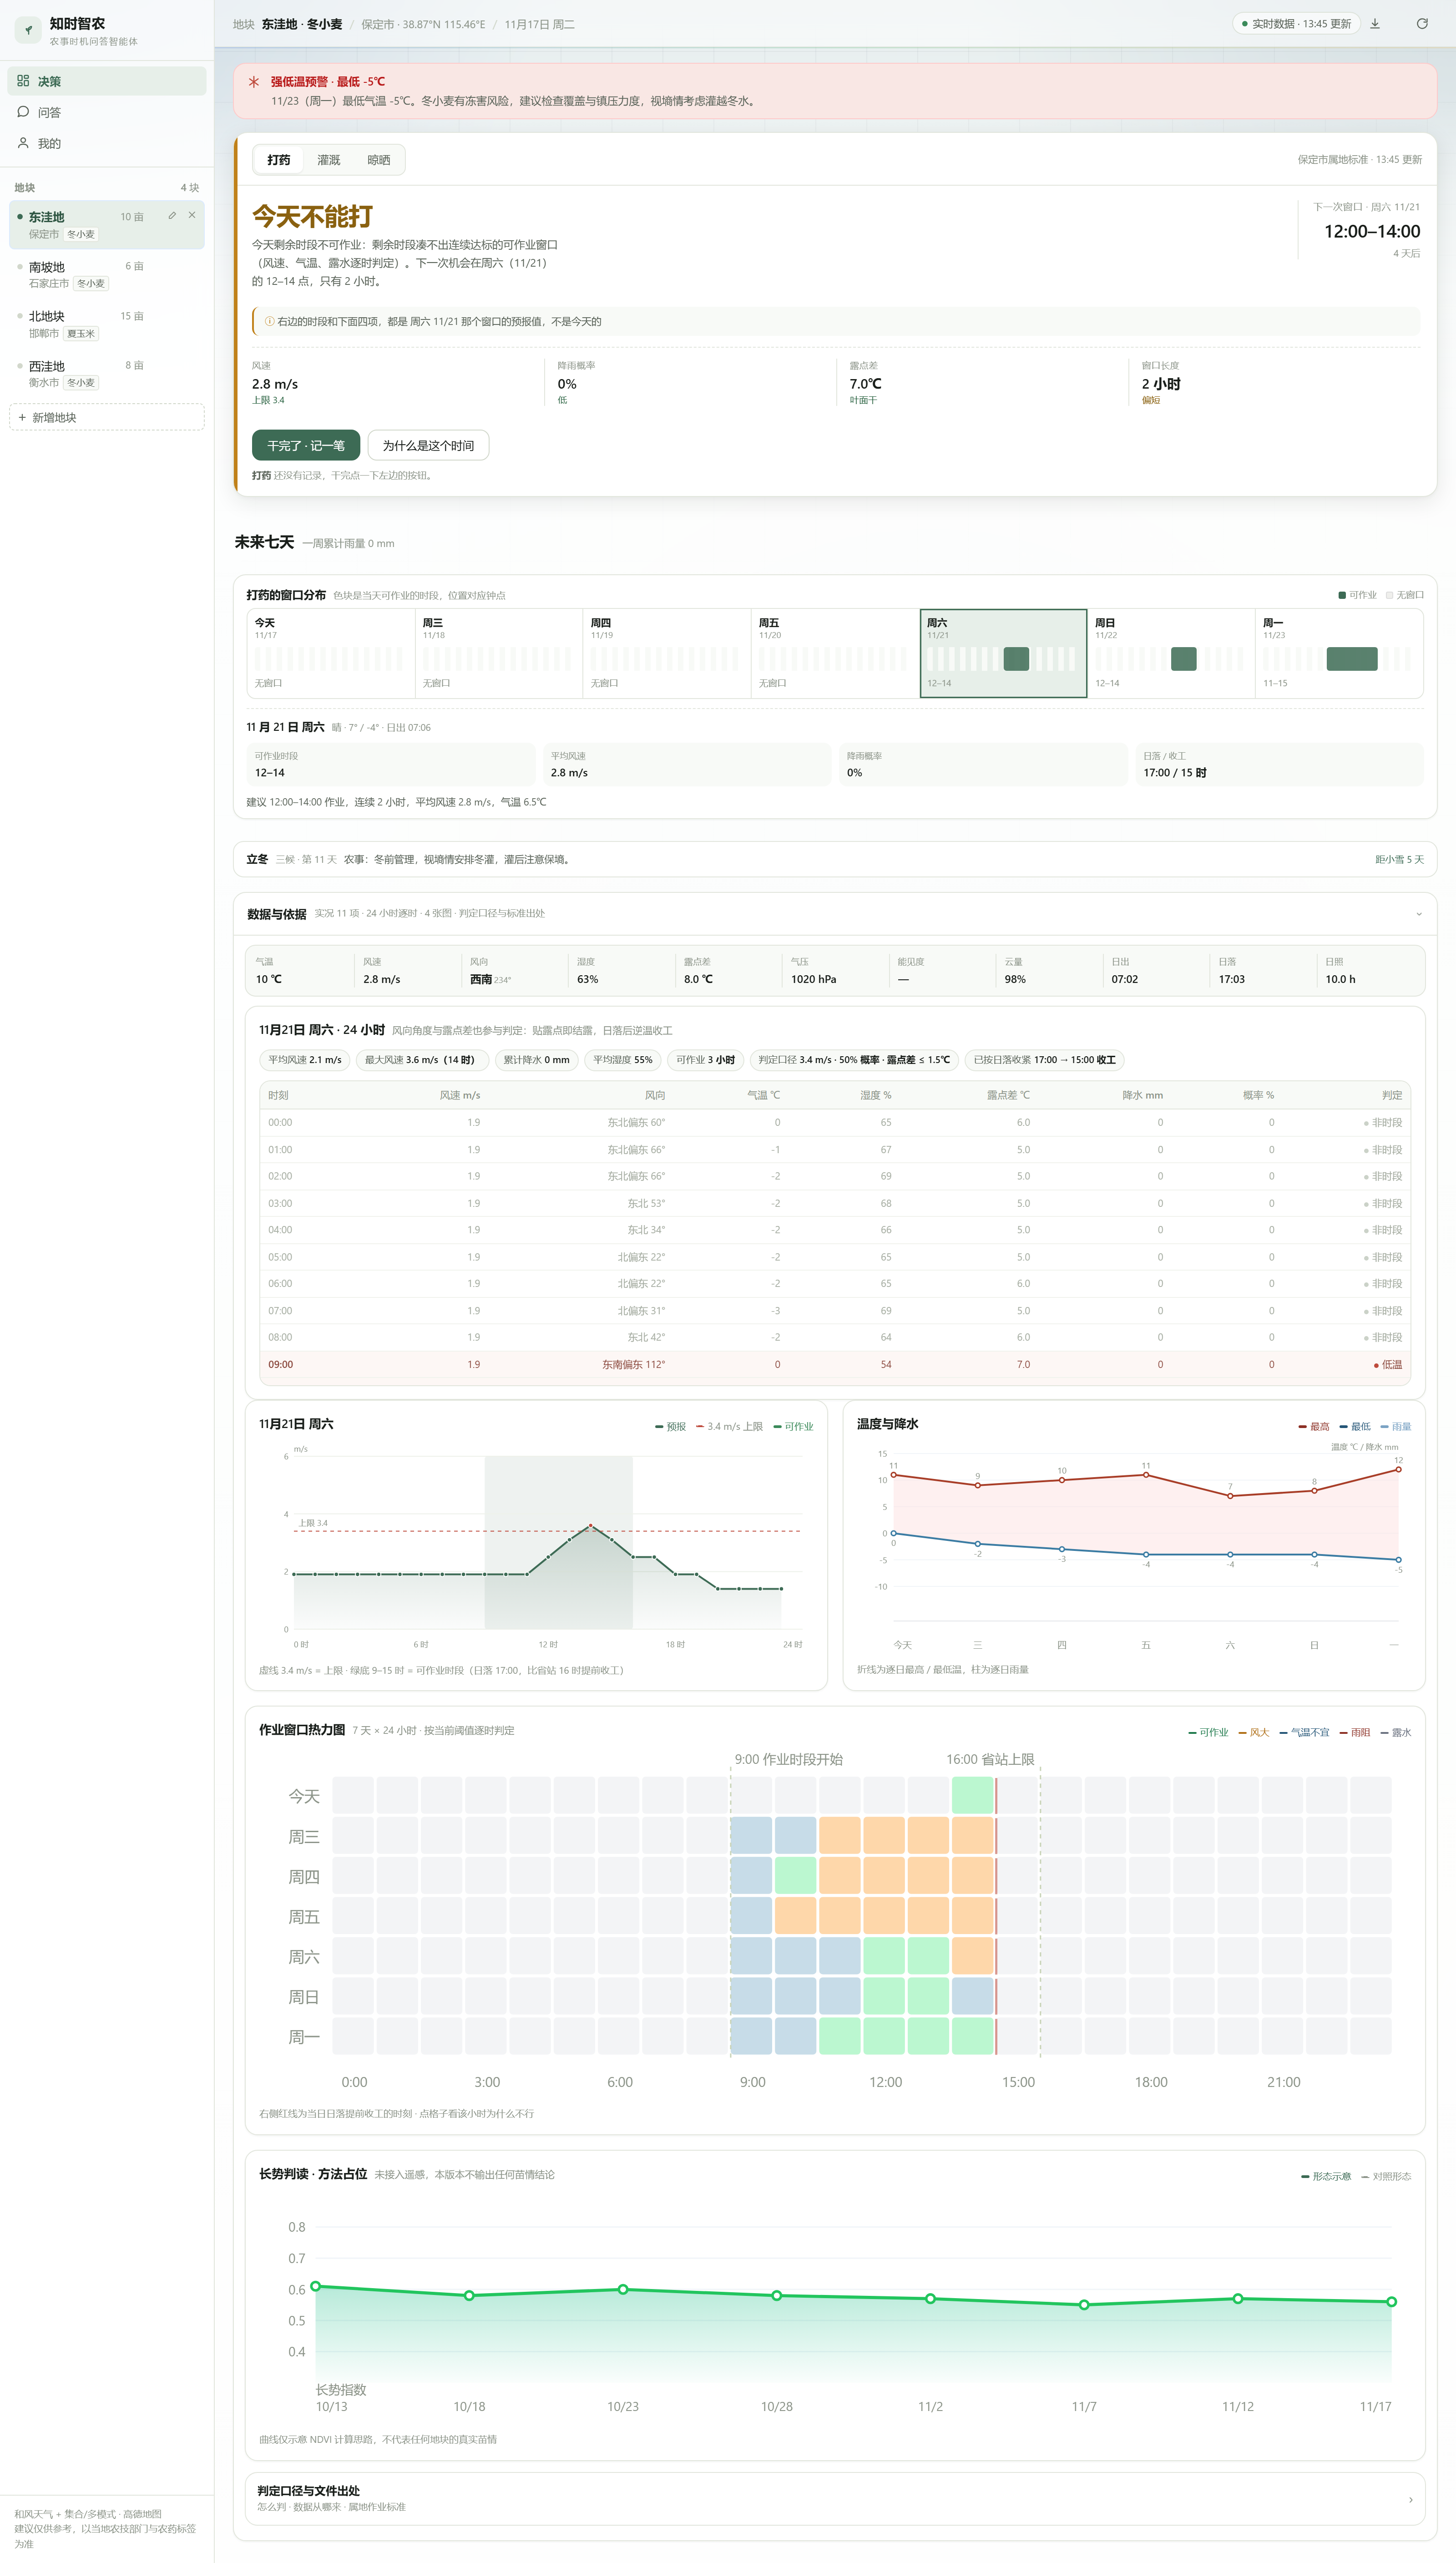 知时智农
农事时机问答智能体
决策
问答
我的
地块 4 块
东洼地 10 亩
保定市 冬小麦
南坡地 6 亩
石家庄市 冬小麦
北地块 15 亩
邯郸市 夏玉米
西洼地 8 亩
衡水市 冬小麦
+ 新增地块
和风天气 + 集合/多模式 · 高德地图
建议仅供参考，以当地农技部门与农药标签
为准
地块 东洼地 · 冬小麦 / 保定市 · 38.87°N 115.46°E / 11月17日 周二
实时数据 · 13:45 更新
强低温预警 · 最低 -5℃
11/23（周一）最低气温 -5℃。冬小麦有冻害风险，建议检查覆盖与镇压力度，视墒情考虑灌越冬水。
打药 灌溉 晾晒
保定市属地标准 · 13:45 更新
今天不能打
今天剩余时段不可作业：剩余时段凑不出连续达标的可作业窗口
（风速、气温、露水逐时判定）。下一次机会在周六（11/21）
的 12–14 点，只有 2 小时。
下一次窗口 · 周六 11/21
12:00–14:00
4 天后
右边的时段和下面四项，都是 周六 11/21 那个窗口的预报值，不是今天的
风速 降雨概率 露点差 窗口长度
2.8 m/s 0% 7.0℃ 2 小时
上限 3.4 低 叶面干 偏短
干完了 · 记一笔 为什么是这个时间
打药 还没有记录，干完点一下左边的按钮。
未来七天 一周累计雨量 0 mm
打药的窗口分布 色块是当天可作业的时段，位置对应钟点
可作业 无窗口
今天 周三 周四 周五 周六 周日 周一
11/17 11/18 11/19 11/20 11/21 11/22 11/23
无窗口 无窗口 无窗口 无窗口 12–14 12–14 11–15
11 月 21 日 周六 晴 · 7° / -4° · 日出 07:06
可作业时段 平均风速 降雨概率 日落 / 收工
12–14 2.8 m/s 0% 17:00 / 15 时
建议 12:00–14:00 作业，连续 2 小时，平均风速 2.8 m/s，气温 6.5℃
立冬 三候 · 第 11 天 农事：冬前管理，视墒情安排冬灌，灌后注意保墒。 距小雪 5 天
数据与依据 实况 11 项 · 24 小时逐时 · 4 张图 · 判定口径与标准出处
气温 风速 风向 湿度 露点差 气压 能见度 云量 日出 日落 日照
10 ℃ 2.8 m/s 西南 234° 63% 8.0 ℃ 1020 hPa — 98% 07:02 17:03 10.0 h
11月21日 周六 · 24 小时 风向角度与露点差也参与判定：贴露点即结露，日落后逆温收工
平均风速 2.1 m/s 最大风速 3.6 m/s（14 时） 累计降水 0 mm 平均湿度 55% 可作业 3 小时 判定口径 3.4 m/s · 50% 概率 · 露点差 ≤ 1.5℃ 已按日落收紧 17:00 → 15:00 收工
时刻 风速 m/s 风向 气温 ℃ 湿度 % 露点差 ℃ 降水 mm 概率 % 判定
00:00 1.9 东北偏东 60° 0 65 6.0 0 0 非时段
01:00 1.9 东北偏东 66° -1 67 5.0 0 0 非时段
02:00 1.9 东北偏东 66° -2 69 5.0 0 0 非时段
03:00 1.9 东北 53° -2 68 5.0 0 0 非时段
04:00 1.9 东北 34° -2 66 5.0 0 0 非时段
05:00 1.9 北偏东 22° -2 65 5.0 0 0 非时段
06:00 1.9 北偏东 22° -2 65 6.0 0 0 非时段
07:00 1.9 北偏东 31° -3 69 5.0 0 0 非时段
08:00 1.9 东北 42° -2 64 6.0 0 0 非时段
09:00 1.9 东南偏东 112° 0 54 7.0 0 0 低温
11月21日 周六
预报 3.4 m/s 上限 可作业
m/s
6
4
上限 3.4
2
0
0 时 6 时 12 时 18 时 24 时
虚线 3.4 m/s = 上限 · 绿底 9–15 时 = 可作业时段（日落 17:00，比省站 16 时提前收工）
温度与降水
最高 最低 雨量
温度 ℃ / 降水 mm
15
10
5
0
-5
-10
11 9 10 11 7 8 12
0 -2 -3 -4 -4 -4 -5
今天 三 四 五 六 日 一
折线为逐日最高 / 最低温，柱为逐日雨量
作业窗口热力图 7 天 × 24 小时 · 按当前阈值逐时判定
可作业 风大 气温不宜 雨阻 露水
9:00 作业时段开始 16:00 省站上限
今天
周三
周四
周五
周六
周日
周一
0:00 3:00 6:00 9:00 12:00 15:00 18:00 21:00
右侧红线为当日日落提前收工的时刻 · 点格子看该小时为什么不行
长势判读 · 方法占位 未接入遥感，本版本不输出任何苗情结论
形态示意 对照形态
0.8
0.7
0.6
0.5
0.4
长势指数
10/13 10/18 10/23 10/28 11/2 11/7 11/12 11/17
曲线仅示意 NDVI 计算思路，不代表任何地块的真实苗情
判定口径与文件出处
怎么判 · 数据从哪来 · 属地作业标准